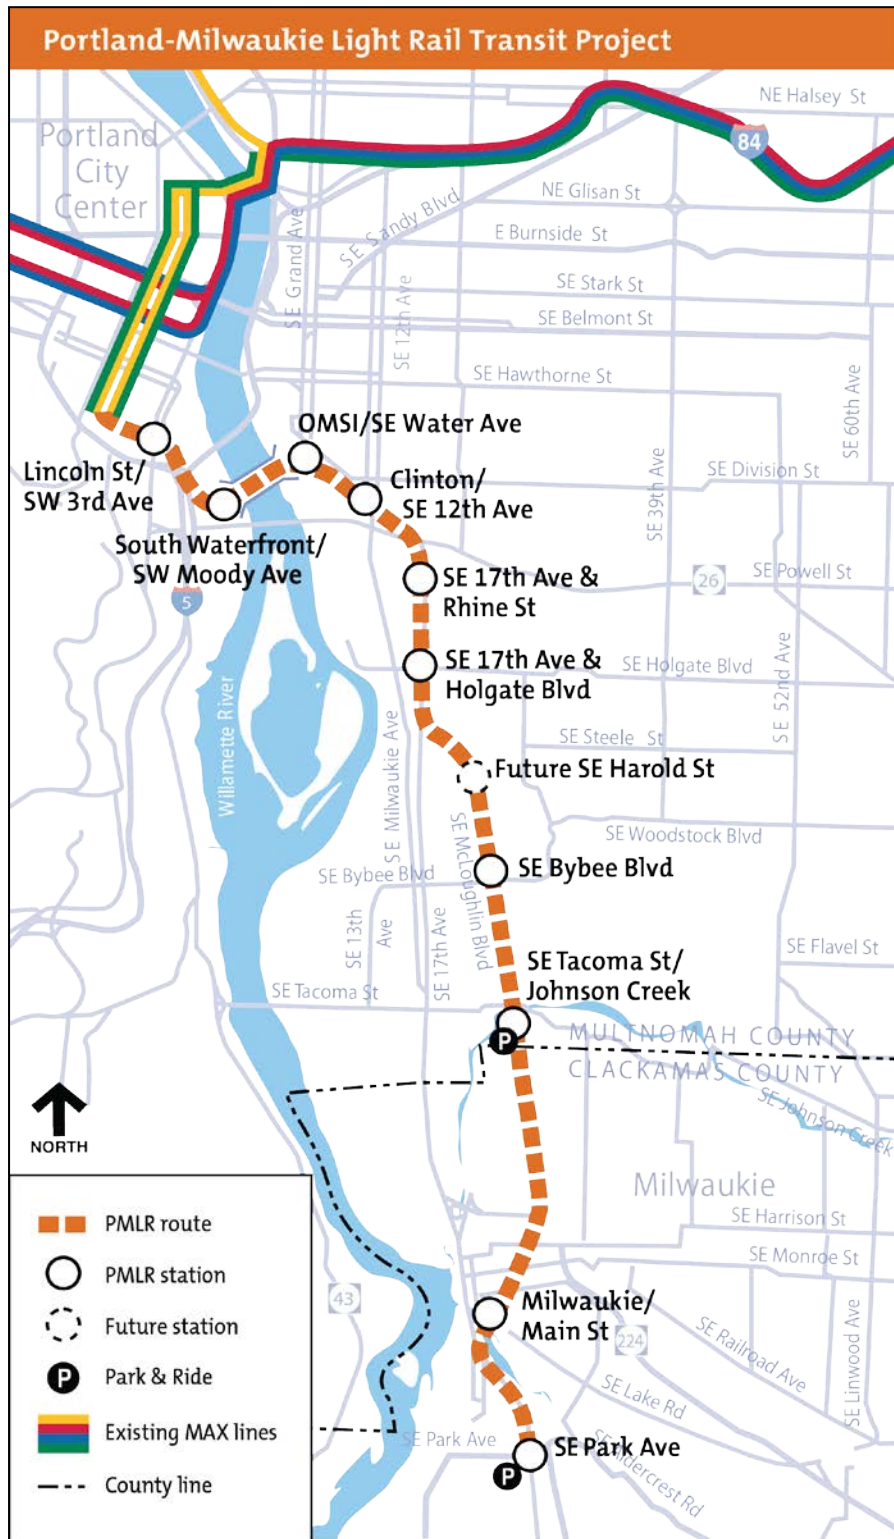 Portland-Milwaukie Light Rail Transit Project
NE Halsey St
84
Portland
City
Center
NE Glisan St
SE Sandy Blvd
E Burnside St
SE Grand Ave
SE Stark St
SE 12th Ave
SE Belmont St
SE Hawthorne St
SE 60th Ave
OMSI/SE Water Ave
Lincoln St/
SW 3rd Ave
SE 39th Ave
SE Division St
Clinton/
SE 12th Ave
South Waterfront/
SW Moody Ave
5
SE 17th Ave &
Rhine St
26
SE Powell St
SE 17th Ave &
Holgate Blvd
SE Holgate Blvd
SE 52nd Ave
Willamette River
SE Milwaukie Ave
SE Steele St
Future SE Harold St
SE McLoughlin Blvd
SE Woodstock Blvd
SE Bybee Blvd
SE Bybee Blvd
SE 13th
Ave
SE 17th Ave
SE Flavel St
SE Tacoma St/
Johnson Creek
SE Tacoma St
P
MULTNOMAH COUNTY
CLACKAMAS COUNTY
SE Johnson Creek
NORTH
Milwaukie
SE Harrison St
SE Monroe St
43
Milwaukie/
Main St
224
SE Railroad Ave
SE Linwood Ave
SE Lake Rd
SE Park Ave
SE Park Ave
SE Aldercrest Rd
P
PMLR route
PMLR station
Future station
P
Park & Ride
Existing MAX lines
County line